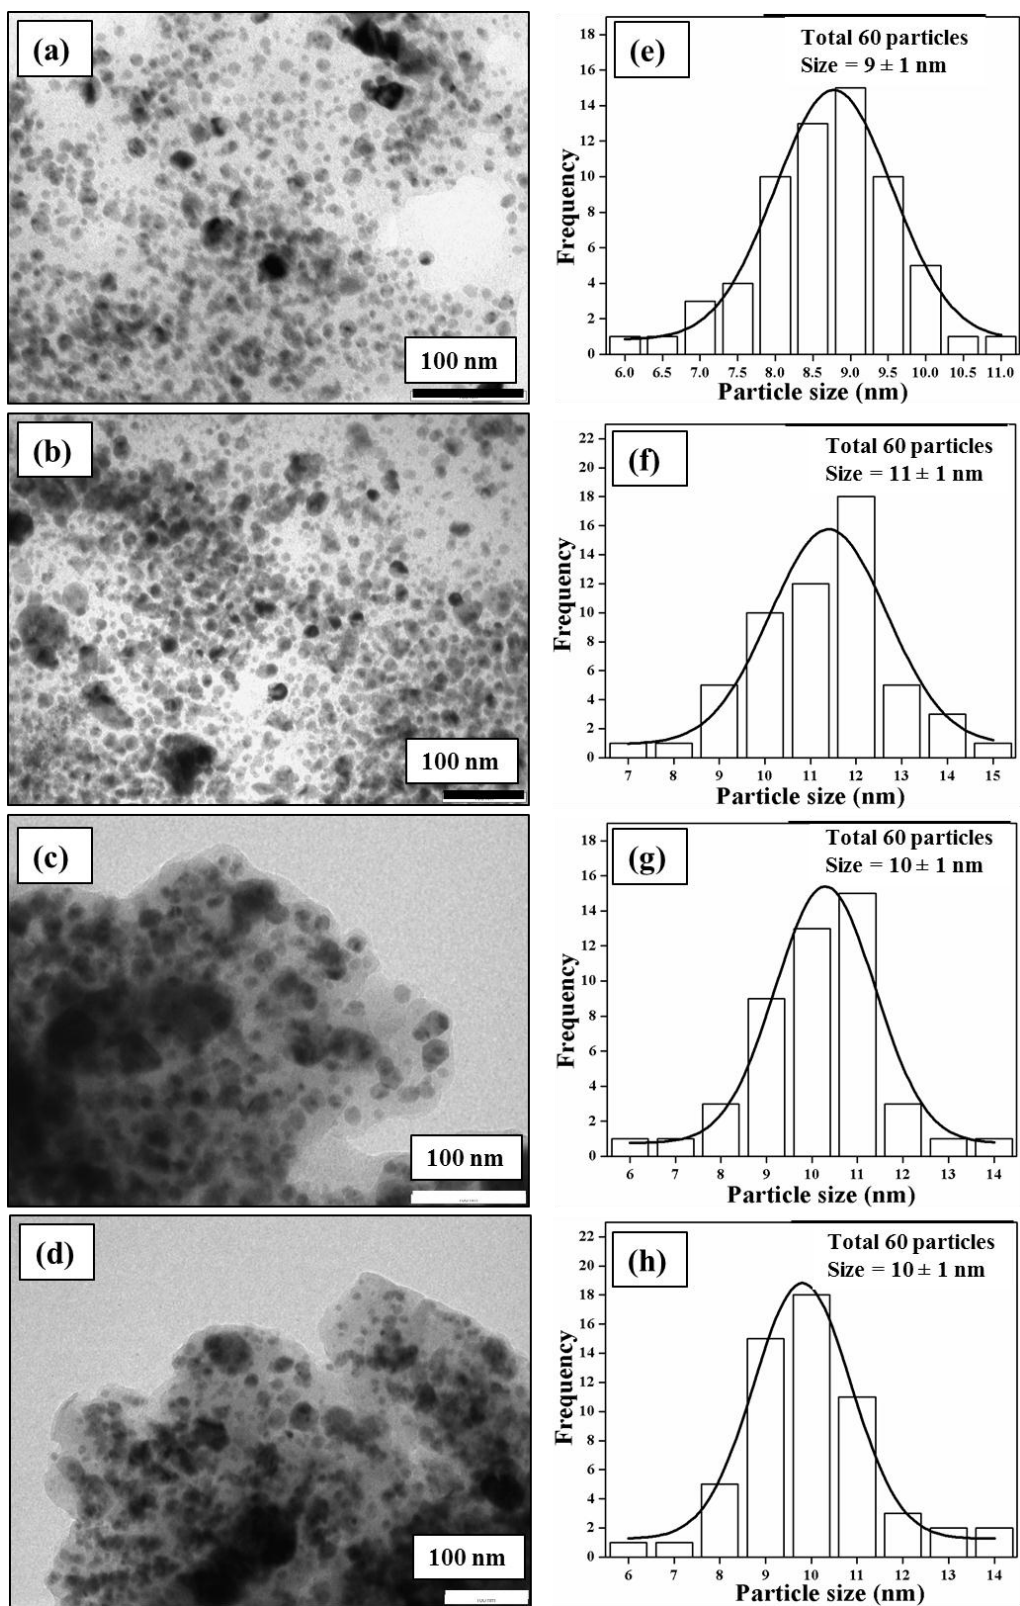 (a)
100 nm
(e)
Total 60 particles
Size = 9 ± 1 nm
Frequency
18
16
14
12
10
8
6
4
2
0
6.0 6.5 7.0 7.5 8.0 8.5 9.0 9.5 10.0 10.5 11.0
Particle size (nm)
(b)
100 nm
(f)
Total 60 particles
Size = 11 ± 1 nm
Frequency
22
20
18
16
14
12
10
8
6
4
2
0
7 8 9 10 11 12 13 14 15
Particle size (nm)
(c)
100 nm
(g)
Total 60 particles
Size = 10 ± 1 nm
Frequency
18
16
14
12
10
8
6
4
2
0
6 7 8 9 10 11 12 13 14
Particle size (nm)
(d)
100 nm
(h)
Total 60 particles
Size = 10 ± 1 nm
Frequency
22
20
18
16
14
12
10
8
6
4
2
0
6 7 8 9 10 11 12 13 14
Particle size (nm)